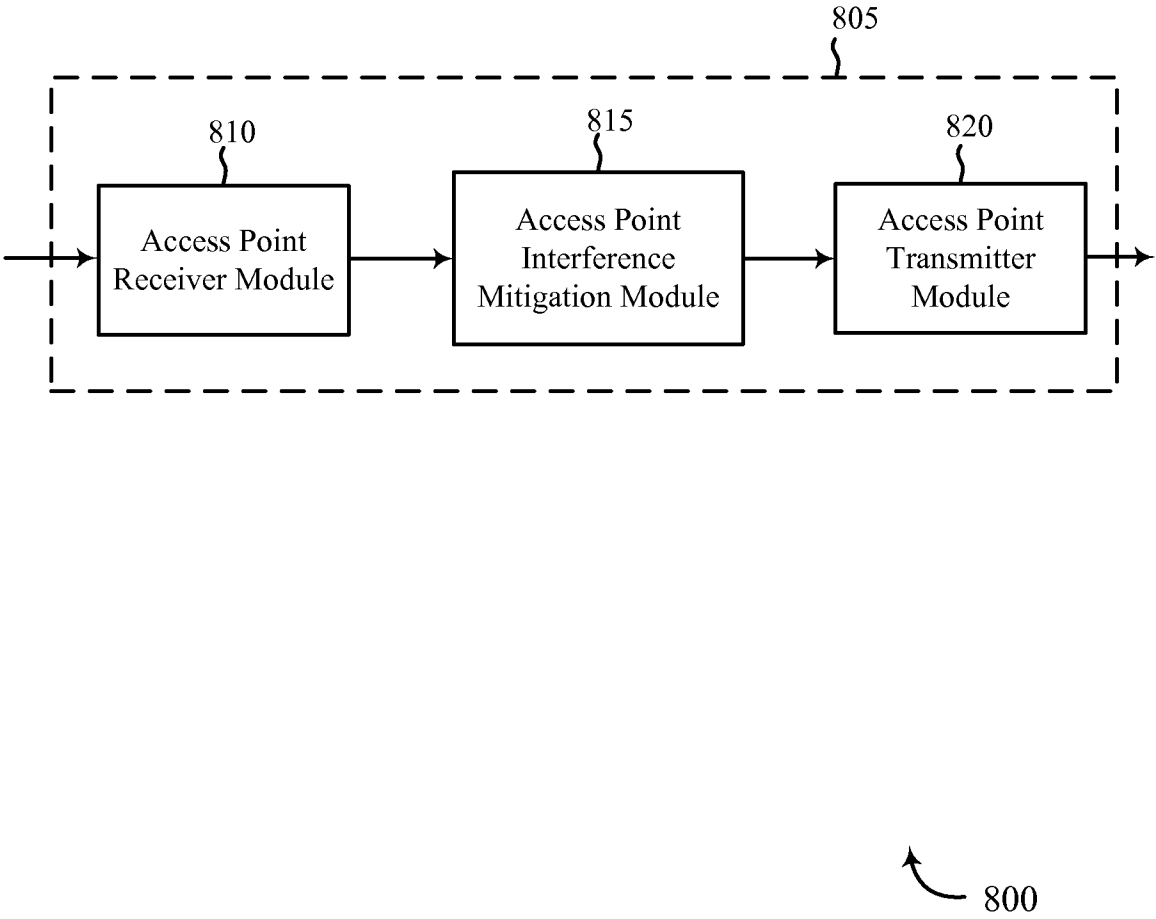 805
810
815
820
Access Point
Receiver Module
Access Point
Interference
Mitigation Module
Access Point
Transmitter
Module
800